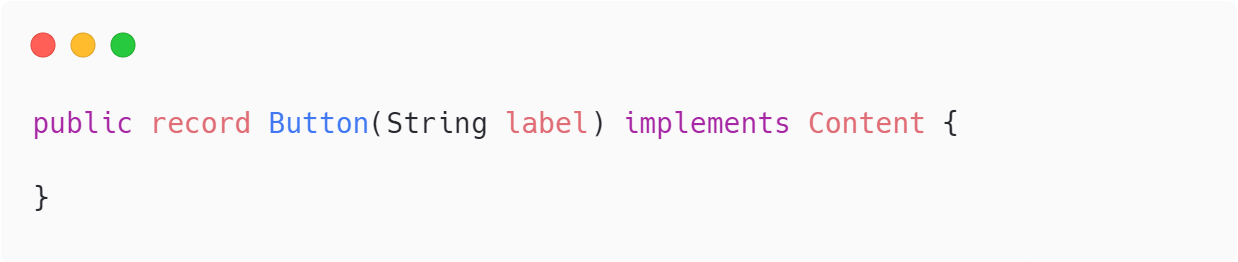 public record Button(String label) implements Content {
}